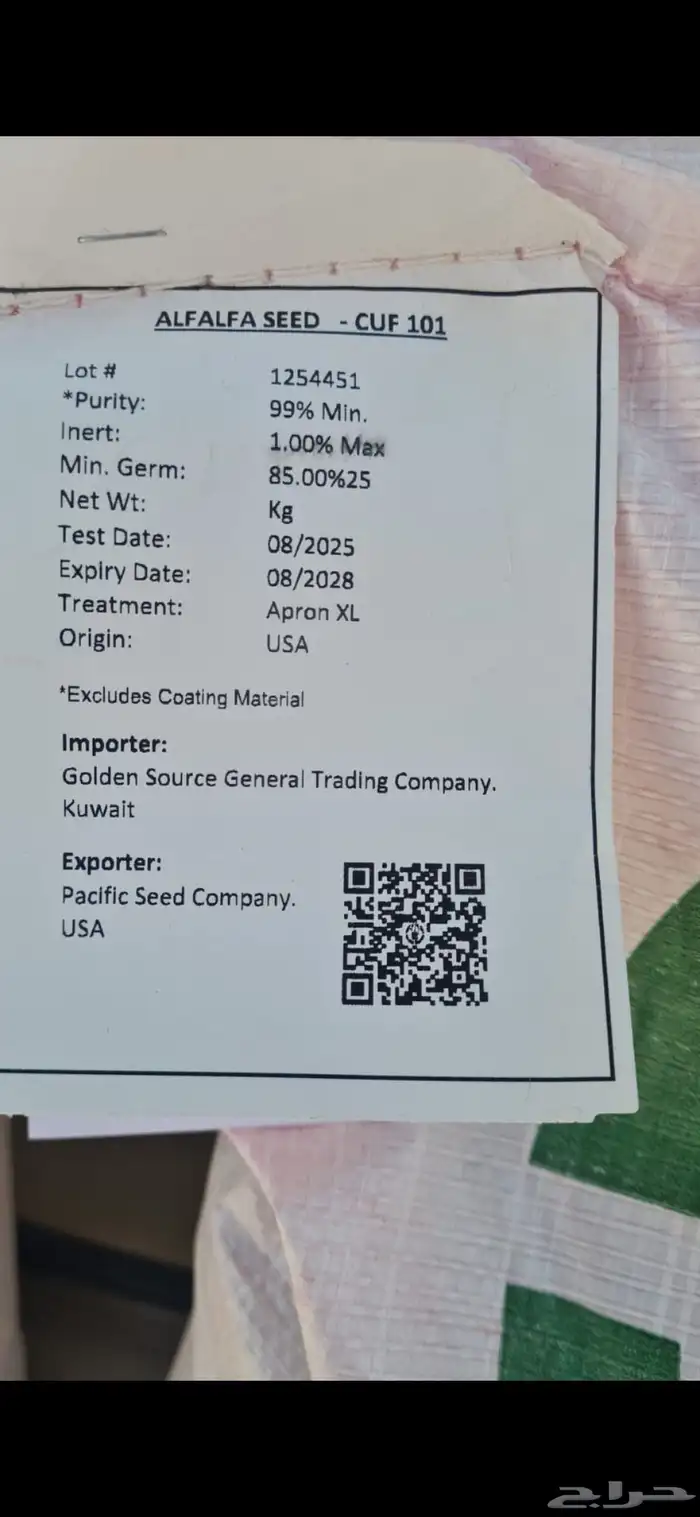 ALFALFA SEED - CUF 101
Lot # 1254451
*Purity: 99% Min.
Inert: 1.00% Max
Min. Germ: 85.00%25
Net Wt: Kg
Test Date: 08/2025
Expiry Date: 08/2028
Treatment: Apron XL
Origin: USA
*Excludes Coating Material
Importer:
Golden Source General Trading Company.
Kuwait
Exporter:
Pacific Seed Company.
USA
حراج